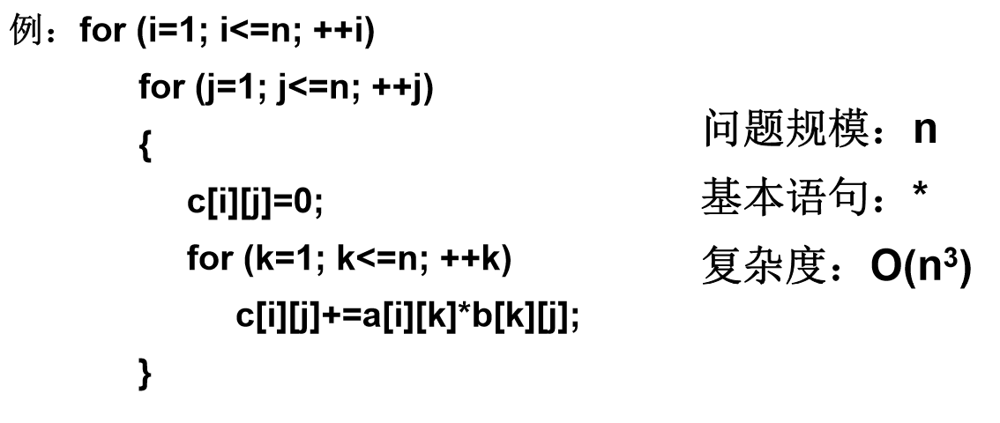 例：for (i=1; i<=n; ++i)
for (j=1; j<=n; ++j)
{
c[i][j]=0;
for (k=1; k<=n; ++k)
c[i][j]+=a[i][k]*b[k][j];
}
问题规模：n
基本语句：*
复杂度：O(n³)